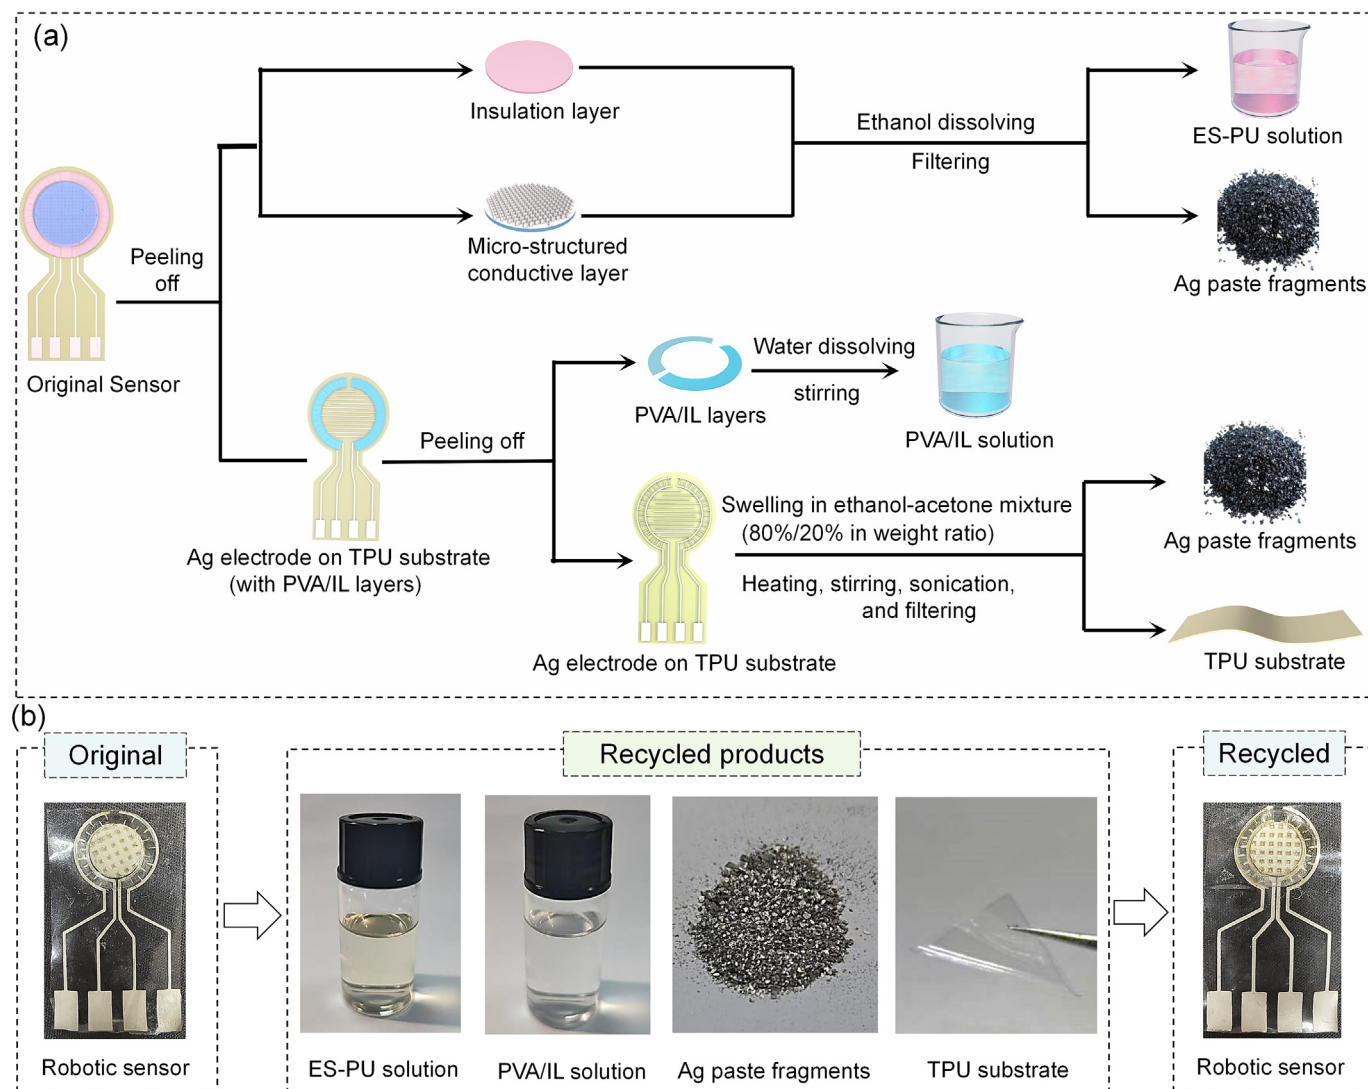 (a)
Insulation layer
Ethanol dissolving
Filtering
ES-PU solution
Micro-structured
conductive layer
Ag paste fragments
Peeling
off
Original Sensor
Water dissolving
stirring
PVA/IL layers
PVA/IL solution
Peeling off
Ag electrode on TPU substrate
(with PVA/IL layers)
Swelling in ethanol-acetone mixture
(80%/20% in weight ratio)
Heating, stirring, sonication,
and filtering
Ag paste fragments
Ag electrode on TPU substrate
TPU substrate
(b)
Original
Recycled products
Recycled
Robotic sensor
ES-PU solution
PVA/IL solution
Ag paste fragments
TPU substrate
Robotic sensor